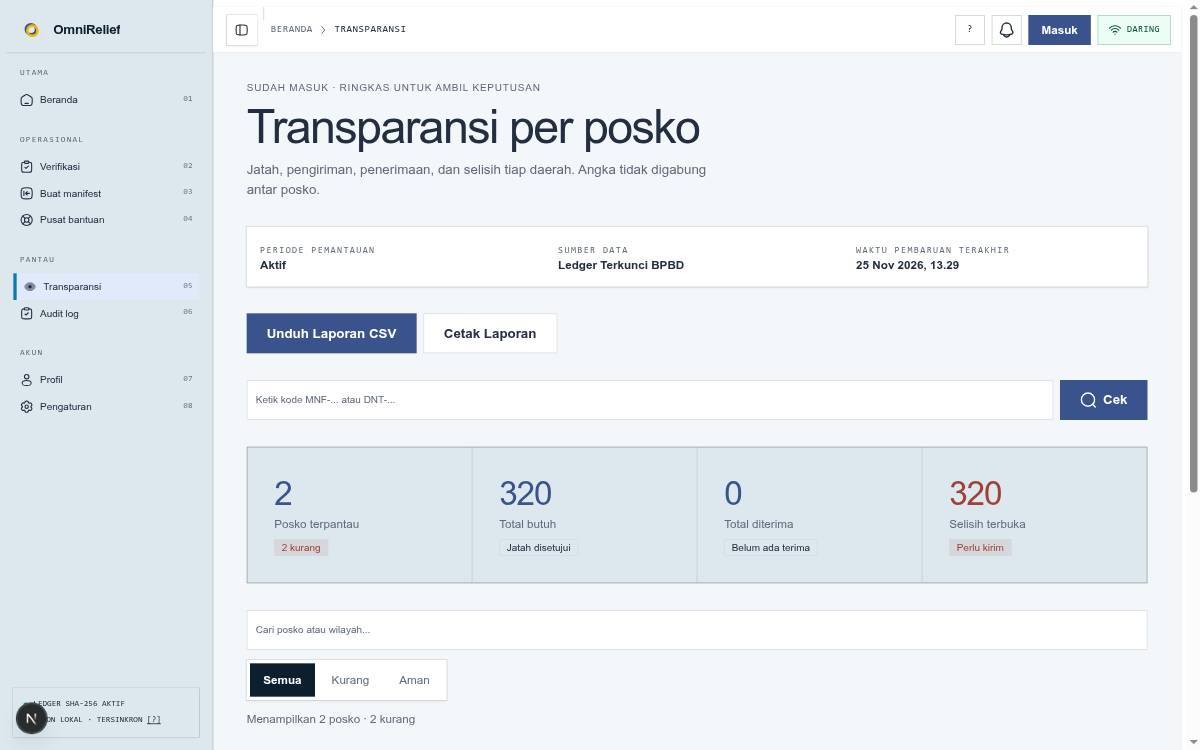 OmniRelief
UTAMA
Beranda 01
OPERASIONAL
Verifikasi 02
Buat manifest 03
Pusat bantuan 04
PANTAU
Transparansi 05
Audit log 06
AKUN
Profil 07
Pengaturan 08
EDGER SHA-256 AKTIF
ON LOKAL · TERSINKRON [?]
N
BERANDA > TRANSPARANSI
?
Masuk
DARING
SUDAH MASUK · RINGKAS UNTUK AMBIL KEPUTUSAN
Transparansi per posko
Jatah, pengiriman, penerimaan, dan selisih tiap daerah. Angka tidak digabung
antar posko.
PERIODE PEMANTAUAN
Aktif
SUMBER DATA
Ledger Terkunci BPBD
WAKTU PEMBARUAN TERAKHIR
25 Nov 2026, 13.29
Unduh Laporan CSV
Cetak Laporan
Ketik kode MNF-... atau DNT-...
Cek
2
Posko terpantau
2 kurang
320
Total butuh
Jatah disetujui
0
Total diterima
Belum ada terima
320
Selisih terbuka
Perlu kirim
Cari posko atau wilayah...
Semua
Kurang
Aman
Menampilkan 2 posko · 2 kurang